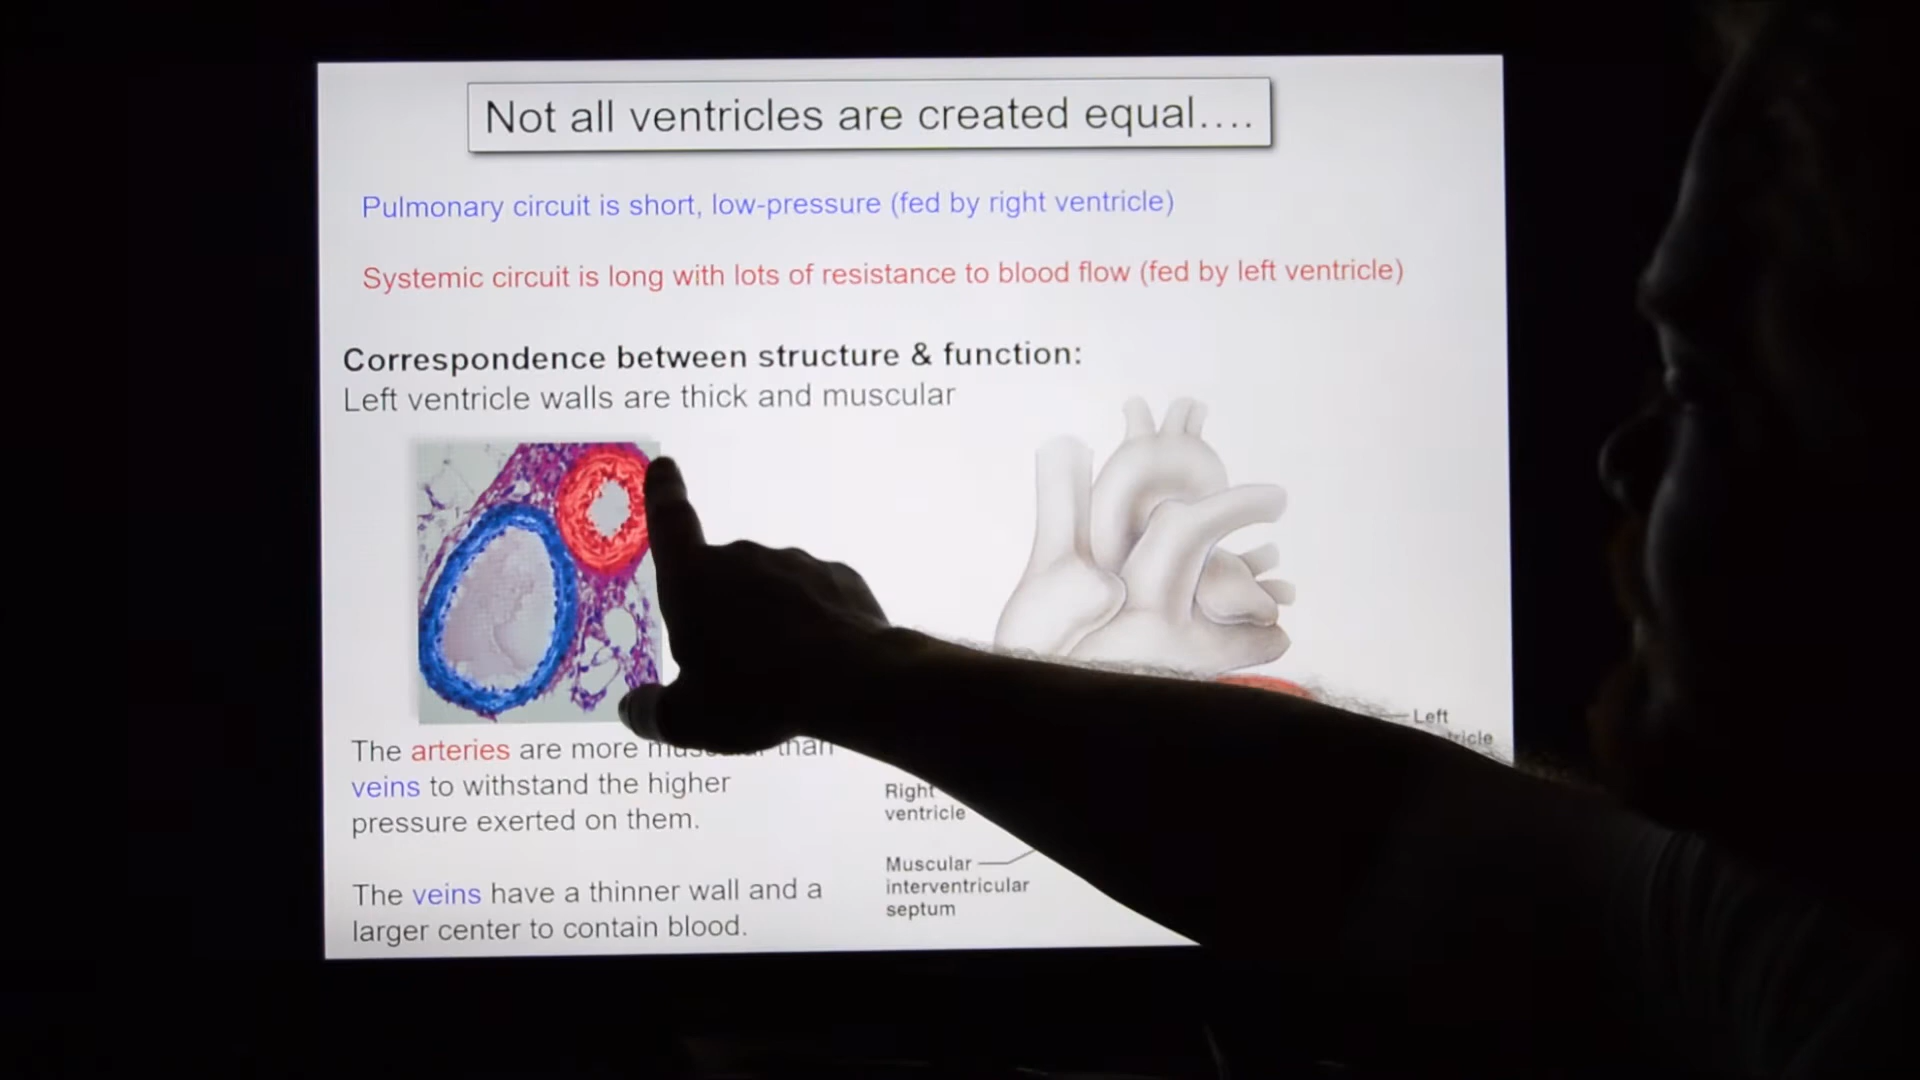 Not all ventricles are created equal....
Pulmonary circuit is short, low-pressure (fed by right ventricle)
Systemic circuit is long with lots of resistance to blood flow (fed by left ventricle)
Correspondence between structure & function:
Left ventricle walls are thick and muscular
The arteries are more than
veins to withstand the higher
pressure exerted on them.
The veins have a thinner wall and a
larger center to contain blood.
Left
Right
ventricle
Muscular
interventricular
septum